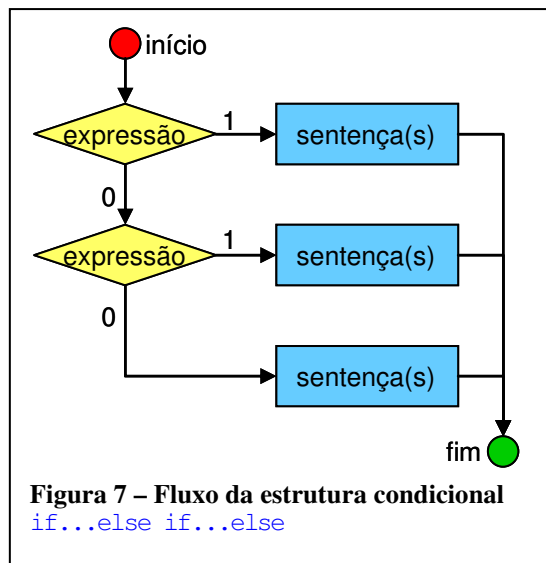 início
expressão
1
sentença(s)
0
expressão
1
sentença(s)
0
sentença(s)
fim
Figura 7 – Fluxo da estrutura condicional
if...else if...else